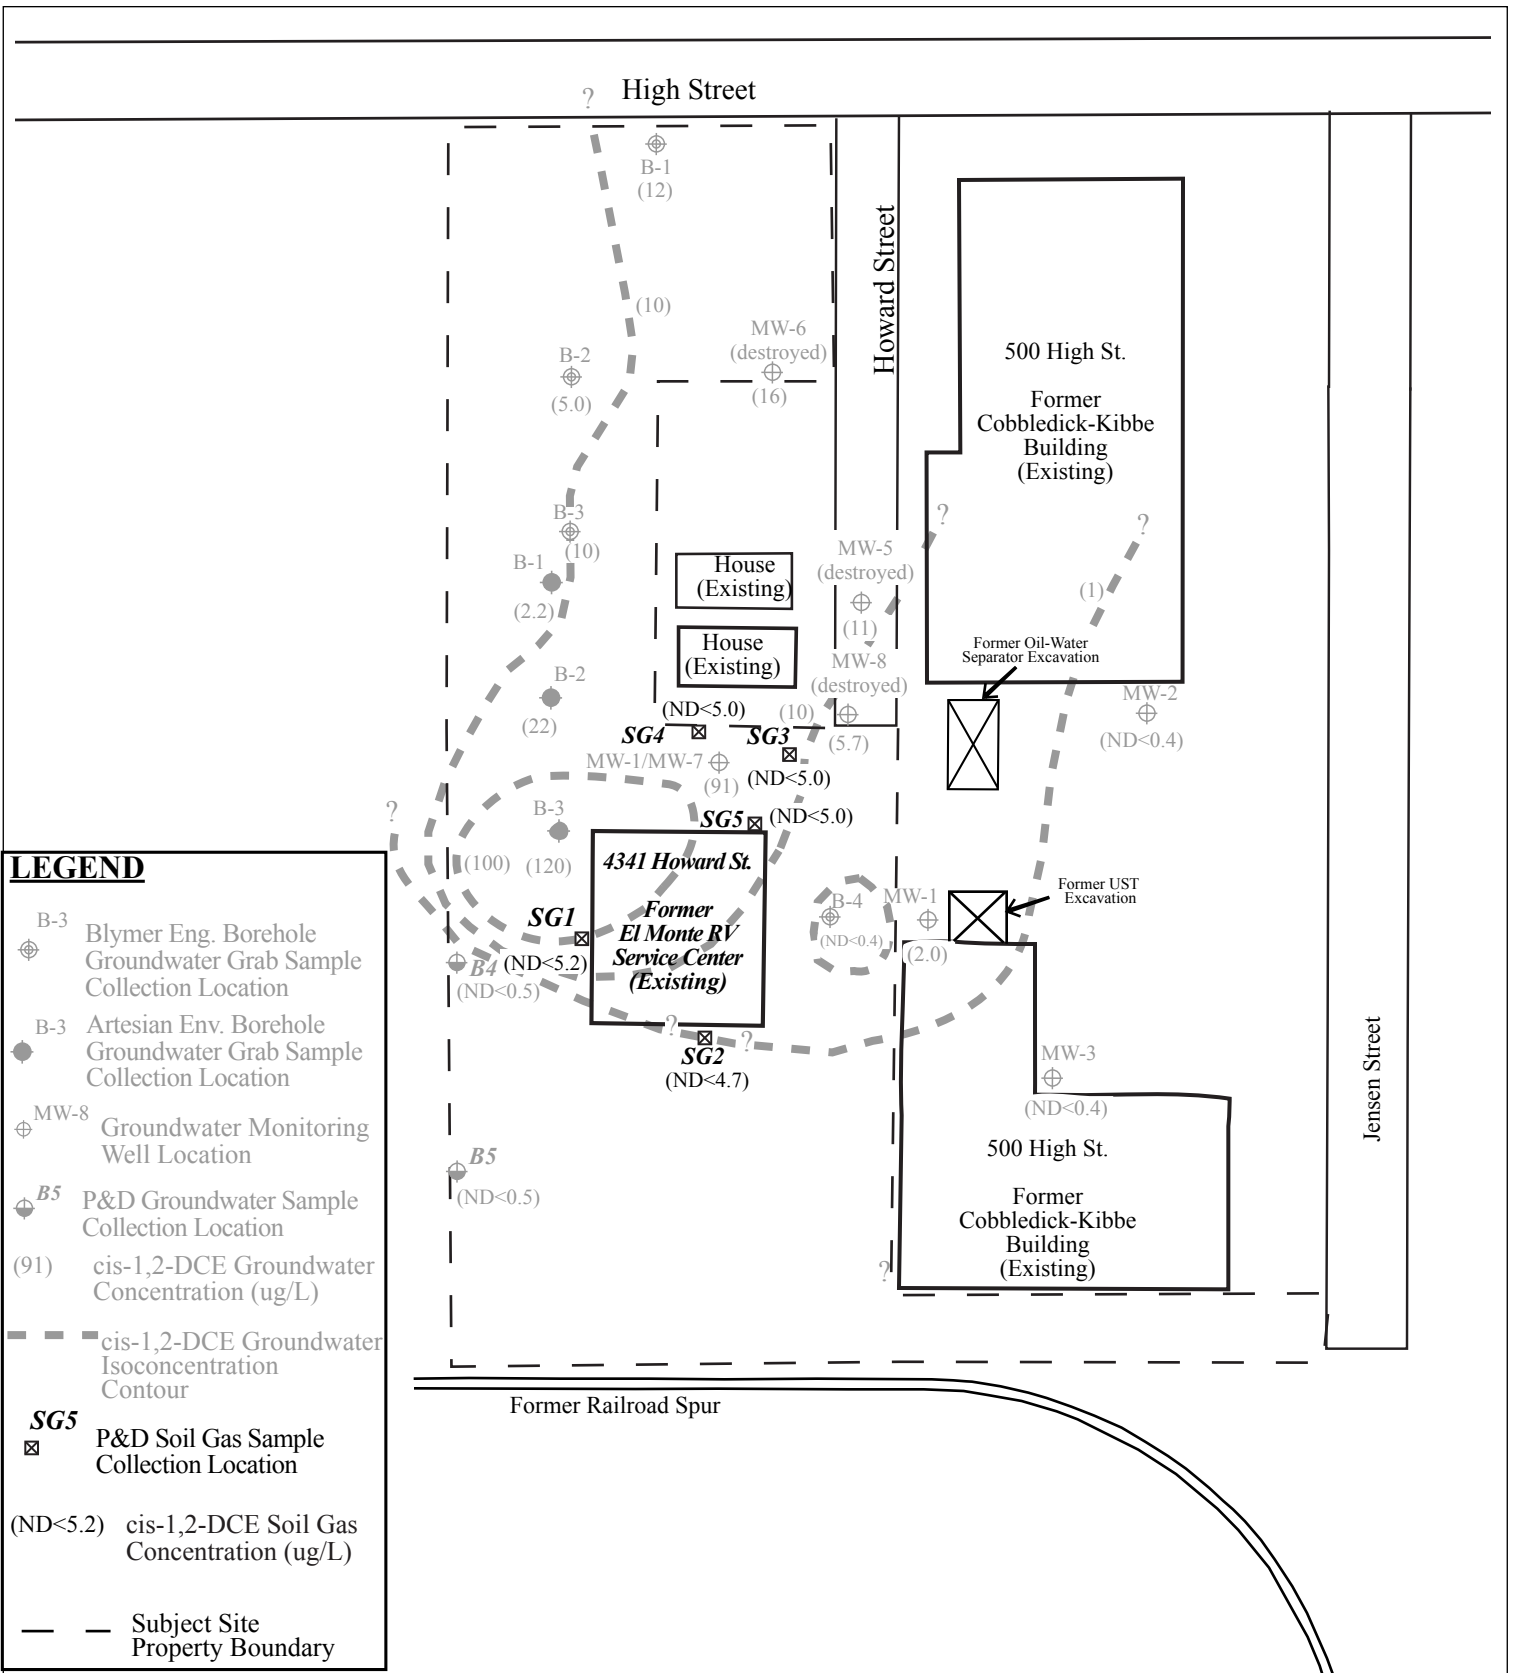 High Street
?
B-1
(12)
Howard Street
(10)
MW-6
(destroyed)
(16)
B-2
(5.0)
500 High St.
Former
Cobbledick-Kibbe
Building
(Existing)
B-3
(10)
B-1
(2.2)
House
(Existing)
House
(Existing)
MW-5
(destroyed)
(11)
?
?
(1)
Former Oil-Water
Separator Excavation
MW-8
(destroyed)
(10)
(5.7)
MW-2
(ND<0.4)
B-2
(22)
(ND<5.0)
SG4
SG3
(ND<5.0)
MW-1/MW-7
(91)
SG5
(ND<5.0)
?
B-3
(100)
(120)
4341 Howard St.
Former
El Monte RV
Service Center
(Existing)
SG1
(ND<5.2)
B4
(ND<0.5)
B-4
(ND<0.4)
MW-1
(2.0)
Former UST
Excavation
?
?
SG2
(ND<4.7)
MW-3
(ND<0.4)
B5
(ND<0.5)
500 High St.
Former
Cobbledick-Kibbe
Building
(Existing)
?
Jensen Street
Former Railroad Spur
LEGEND
B-3
Blymer Eng. Borehole
Groundwater Grab Sample
Collection Location
B-3
Artesian Env. Borehole
Groundwater Grab Sample
Collection Location
MW-8
Groundwater Monitoring
Well Location
B5
P&D Groundwater Sample
Collection Location
(91)
cis-1,2-DCE Groundwater
Concentration (ug/L)
cis-1,2-DCE Groundwater
Isoconcentration
Contour
SG5
P&D Soil Gas Sample
Collection Location
(ND<5.2)
cis-1,2-DCE Soil Gas
Concentration (ug/L)
Subject Site
Property Boundary